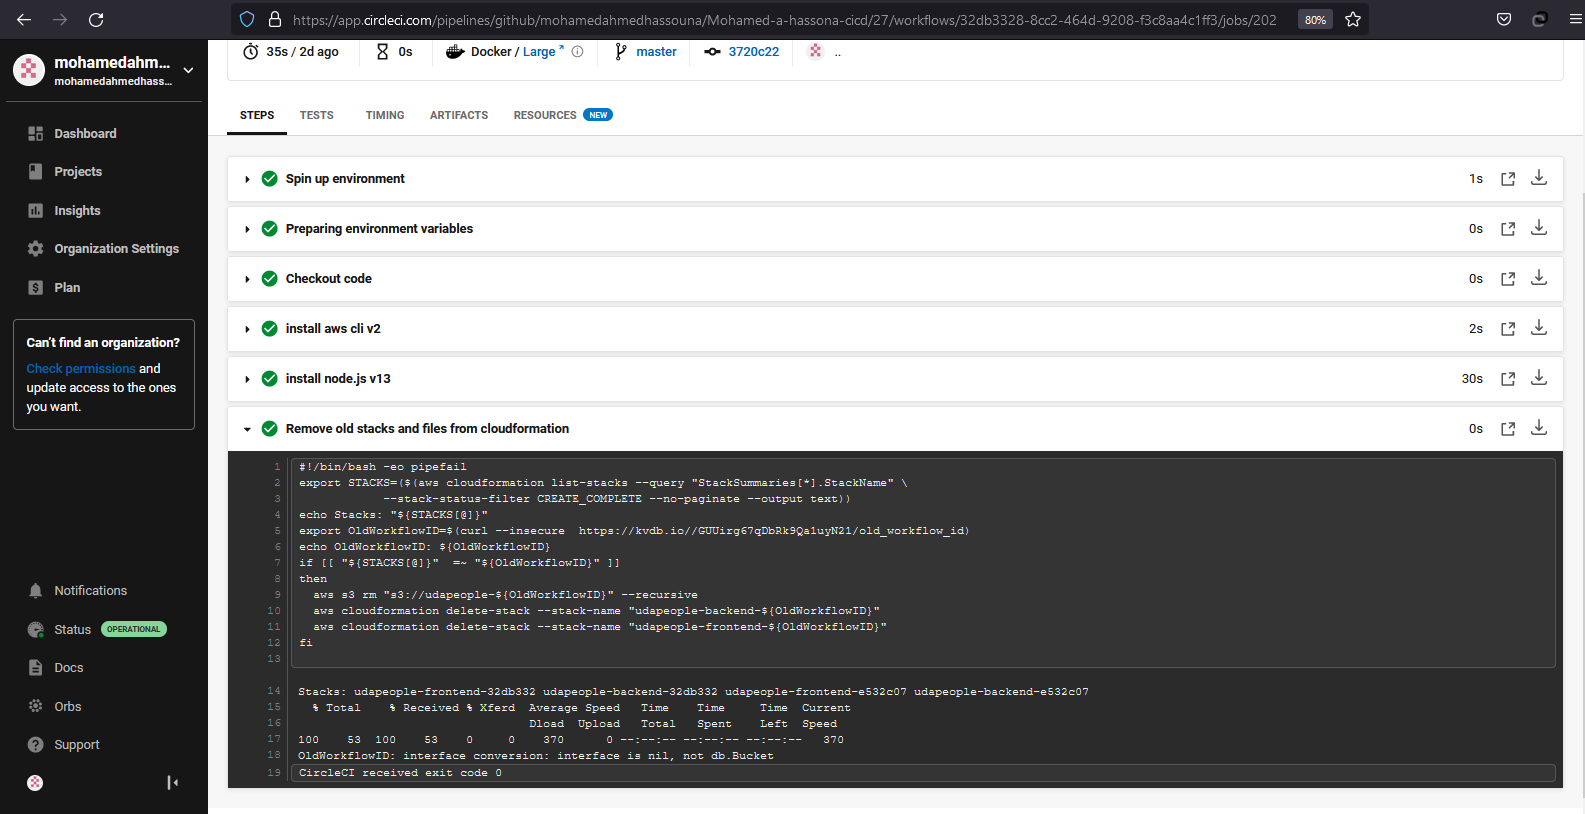 https://app.circleci.com/pipelines/github/mohamedahmedhassouna/Mohamed-a-hassona-cicd/27/workflows/32db3328-8cc2-464d-9208-f3c8aa4c1ff3/jobs/202
80%
mohamedahm...
mohamedahmedhass...
Dashboard
Projects
Insights
Organization Settings
Plan
Can't find an organization?
Check permissions and
update access to the ones
you want.
Notifications
Status OPERATIONAL
Docs
Orbs
Support
35s / 2d ago
0s
Docker / Large
master
3720c22
..
STEPS
TESTS
TIMING
ARTIFACTS
RESOURCES NEW
Spin up environment 1s
Preparing environment variables 0s
Checkout code 0s
install aws cli v2 2s
install node.js v13 30s
Remove old stacks and files from cloudformation 0s
1 #!/bin/bash -eo pipefail
2 export STACKS=($(aws cloudformation list-stacks --query "StackSummaries[*].StackName" \
3 --stack-status-filter CREATE_COMPLETE --no-paginate --output text))
4 echo Stacks: "${STACKS[@]}"
5 export OldWorkflowID=$(curl --insecure  https://kvdb.io//GUUirg67qDbRk9Qa1uyN21/old_workflow_id)
6 echo OldWorkflowID: ${OldWorkflowID}
7 if [[ "${STACKS[@]}"  =~ "${OldWorkflowID}" ]]
8 then
9 aws s3 rm "s3://udapeople-${OldWorkflowID}" --recursive
10 aws cloudformation delete-stack --stack-name "udapeople-backend-${OldWorkflowID}"
11 aws cloudformation delete-stack --stack-name "udapeople-frontend-${OldWorkflowID}"
12 fi
13
14 Stacks: udapeople-frontend-32db332 udapeople-backend-32db332 udapeople-frontend-e532c07 udapeople-backend-e532c07
15 % Total    % Received % Xferd  Average Speed   Time    Time     Time  Current
16 Dload  Upload   Total   Spent    Left  Speed
17 100    53  100    53    0     0    370      0 --:--:-- --:--:-- --:--:--   370
18 OldWorkflowID: interface conversion: interface is nil, not db.Bucket
19 CircleCI received exit code 0